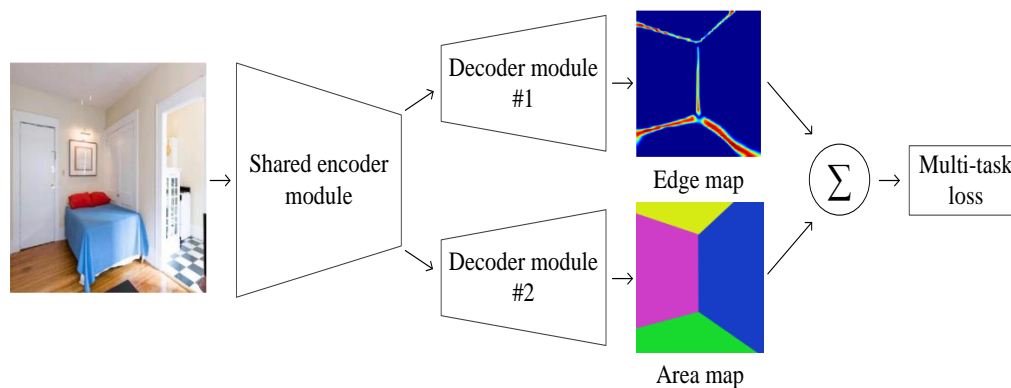 Shared encoder
module
Decoder module
#1
Edge map
Decoder module
#2
Area map
∑
Multi-task
loss